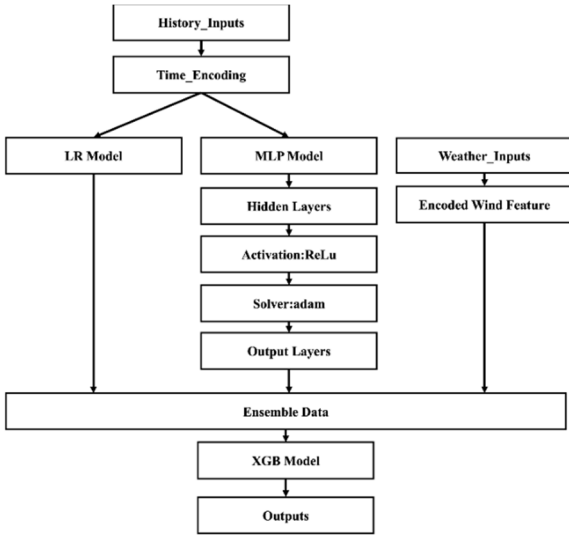 History_Inputs
Time_Encoding
LR Model
MLP Model
Weather_Inputs
Hidden Layers
Encoded Wind Feature
Activation:ReLu
Solver:adam
Output Layers
Ensemble Data
XGB Model
Outputs